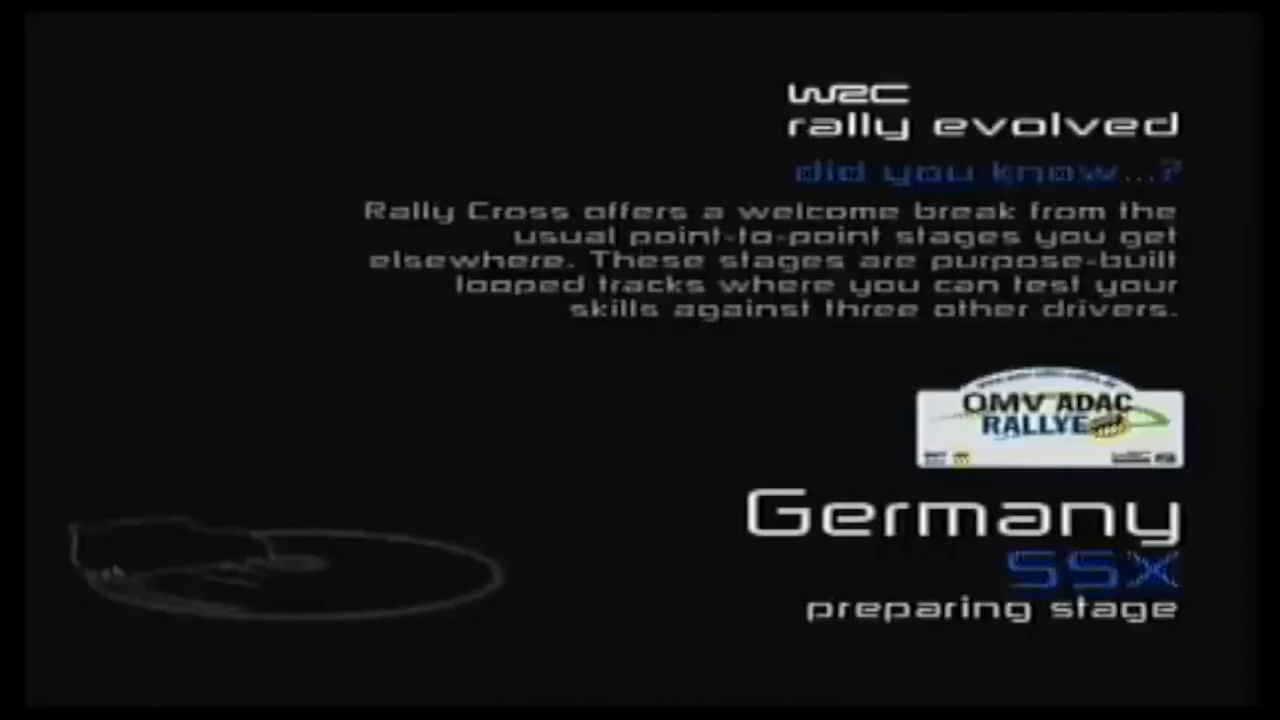 WRC
rally evolved
did you know...?
Rally Cross offers a welcome break from the
usual point-to-point stages you get
elsewhere. These stages are purpose-built
looped tracks where you can test your
skills against three other drivers.
OMV ADAC
RALLYE
Germany
SSX
preparing stage